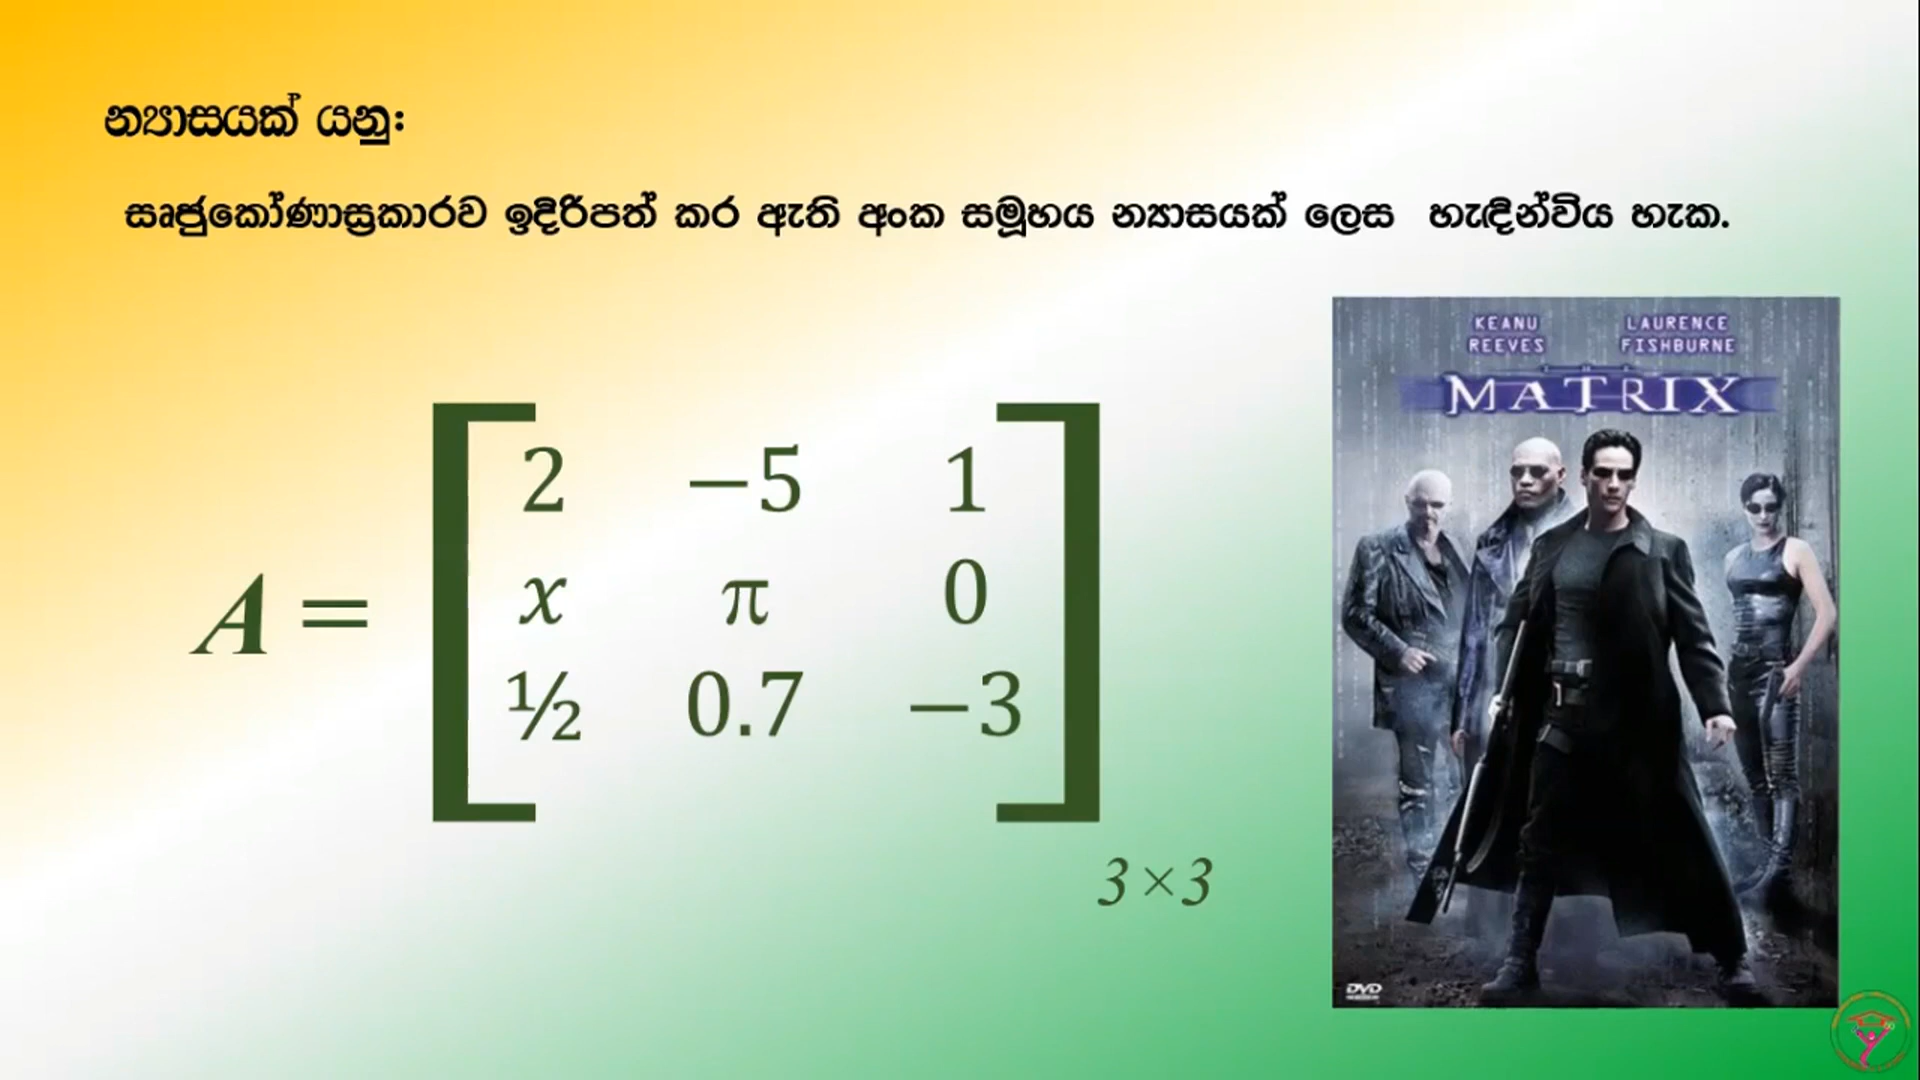 න්‍යාසයක් යනු:
සෘජුකෝණාස්‍රකාරව ඉදිරිපත් කර ඇති අංක සමූහය න්‍යාසයක් ලෙස හැඳින්විය හැක.
A = [2 −5 1
x π 0
½ 0.7 −3]
3×3
KEANU REEVES LAURENCE FISHBURNE
MATRIX
DVD